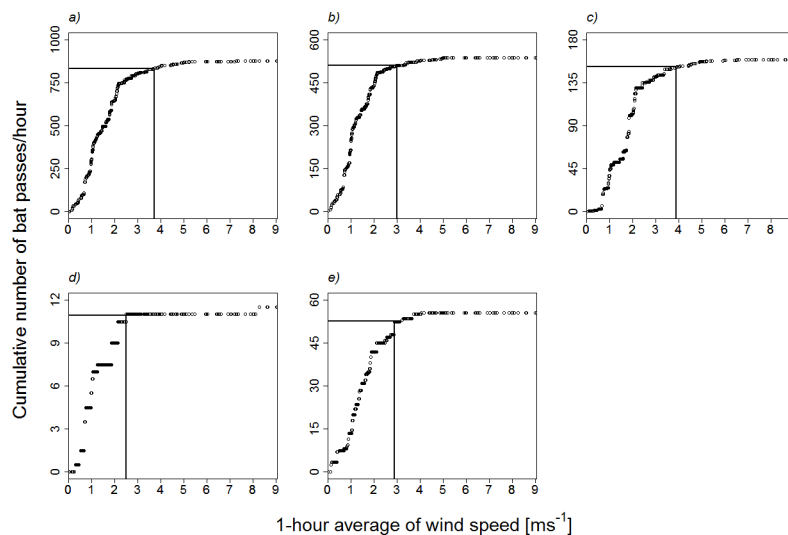 a)
b)
c)
1000
750
500
250
0
0 1 2 3 4 5 6 7 8 9
600
450
300
150
0
0 1 2 3 4 5 6 7 8 9
180
135
90
45
0
0 1 2 3 4 5 6 7 8
d)
e)
12
9
6
3
0
0 1 2 3 4 5 6 7 8 9
60
45
30
15
0
0 1 2 3 4 5 6 7 8 9
Cumulative number of bat passes/hour
1-hour average of wind speed [ms⁻¹]